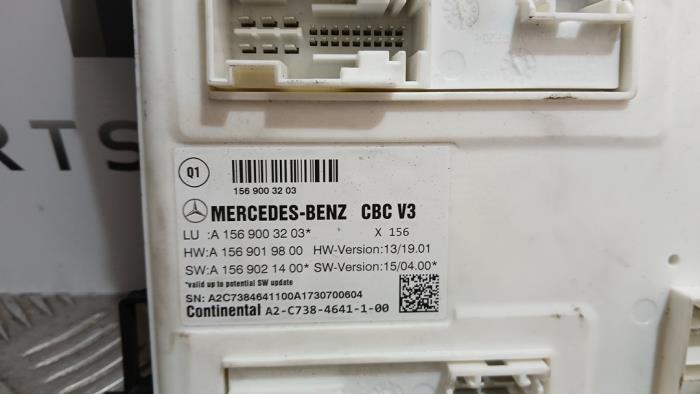 Q1
156 900 32 03
MERCEDES-BENZ CBC V3
LU :A 156 900 32 03* X 156
HW:A 156 901 98 00 HW-Version:13/19.01
SW:A 156 902 14 00* SW-Version:15/04.00*
*valid up to potential SW update
SN: A2C7384641100A1730700604
Continental A2-C738-4641-1-00